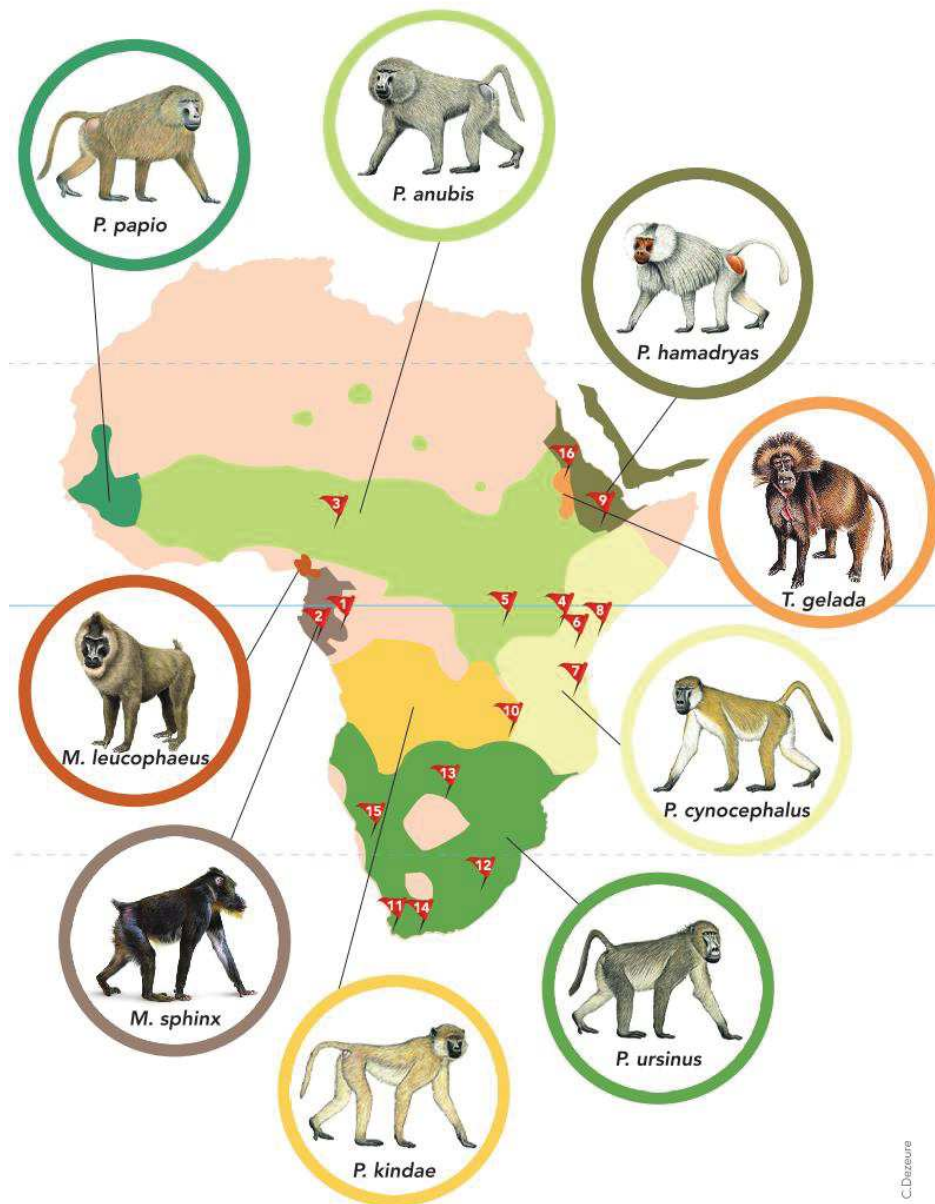 P. anubis
P. papio
P. hamadryas
16
9
3
T. gelada
5
4
8
1
2
6
7
M. leucophaeus
10
P. cynocephalus
13
15
12
11
14
M. sphinx
P. ursinus
P. kindae
C.Dezeure